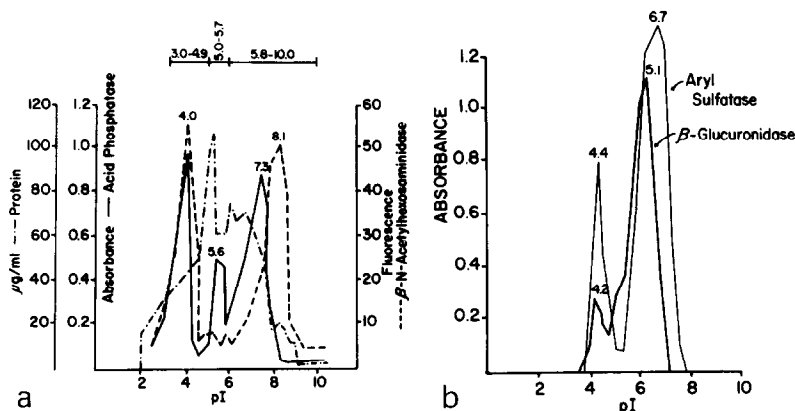 a
3.0-4.9
5.0-5.7
5.8-10.0
µg/ml -·- Protein
120
100
80
60
40
20
Absorbance — Acid Phosphatase
1.2
1.0
0.8
0.6
0.4
0.2
4.0
5.6
7.3
8.1
60
50
40
30
20
10
Fluorescence
---- β-N-Acetylhexosaminidase
2 4 6 8 10
pI
b
ABSORBANCE
1.2
1.0
0.8
0.6
0.4
0.2
4.4
4.2
6.7
5.1
Aryl
Sulfatase
β-Glucuronidase
2 4 6 8 10
pI